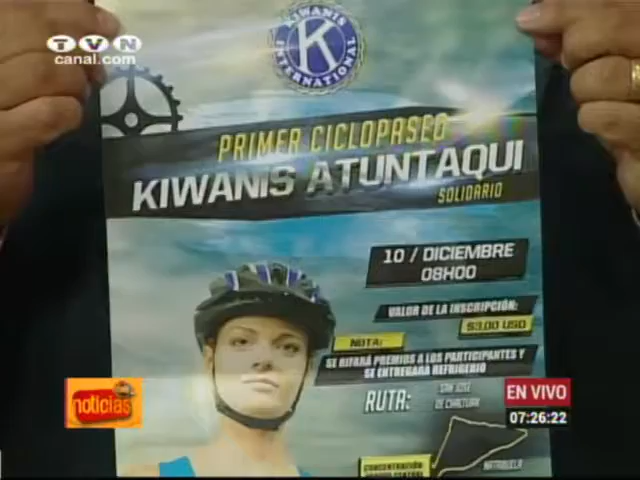 TVN
canal.com
KIWANIS
K
INTERNATIONAL
PRIMER CICLOPASEO
KIWANIS ATUNTAQUI
SOLIDARIO
10 / DICIEMBRE
08H00
VALOR DE LA INSCRIPCIÓN:
$3,00 USD
NOTA:
SE RIFARÁ PREMIOS A LOS PARTICIPANTES Y
SE ENTREGARÁ REFRIGERIO
RUTA:
SAN JOSÉ
DE CHALTURA
NATABUELA
CONCENTRACIÓN
noticias
EN VIVO
07:26:22